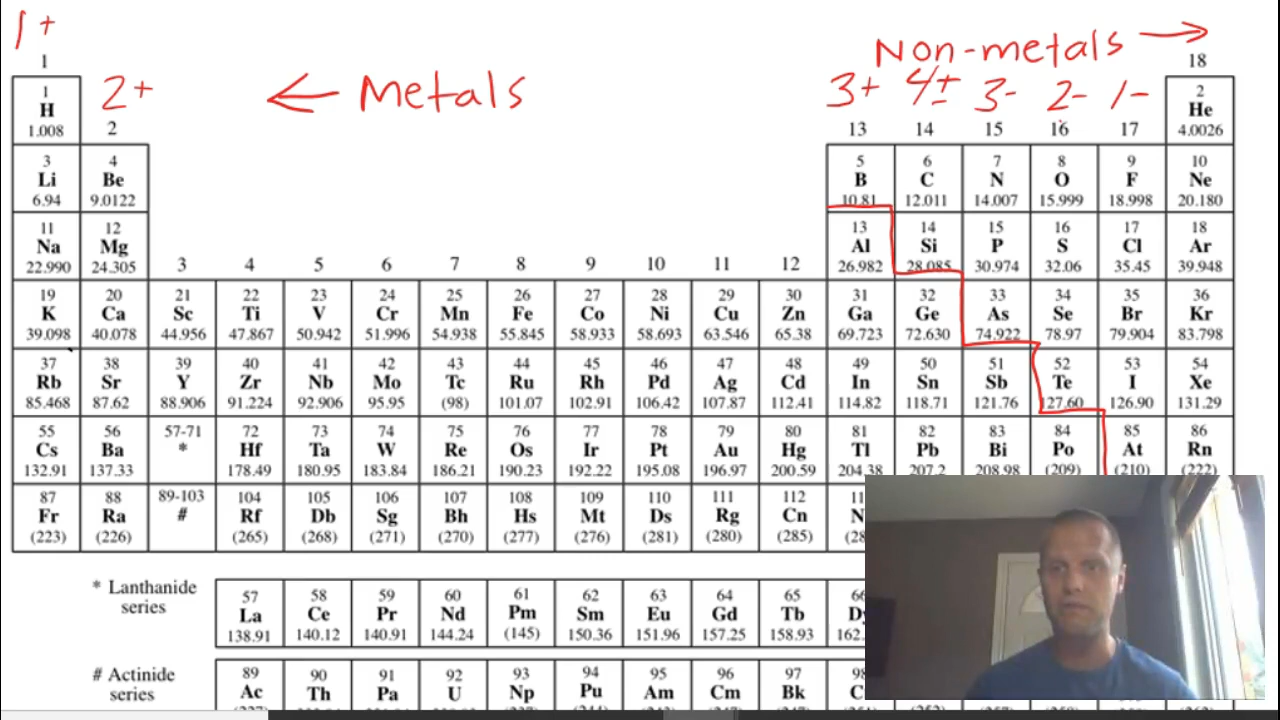 1+
Non-metals →
1 18
1 2
H 2+ ← Metals 3+ 4± 3- 2- 1- He
1.008 2 13 14 15 16 17 4.0026
3 4 5 6 7 8 9 10
Li Be B C N O F Ne
6.94 9.0122 10.81 12.011 14.007 15.999 18.998 20.180
11 12 13 14 15 16 17 18
Na Mg Al Si P S Cl Ar
22.990 24.305 3 4 5 6 7 8 9 10 11 12 26.982 28.085 30.974 32.06 35.45 39.948
19 20 21 22 23 24 25 26 27 28 29 30 31 32 33 34 35 36
K Ca Sc Ti V Cr Mn Fe Co Ni Cu Zn Ga Ge As Se Br Kr
39.098 40.078 44.956 47.867 50.942 51.996 54.938 55.845 58.933 58.693 63.546 65.38 69.723 72.630 74.922 78.97 79.904 83.798
37 38 39 40 41 42 43 44 45 46 47 48 49 50 51 52 53 54
Rb Sr Y Zr Nb Mo Tc Ru Rh Pd Ag Cd In Sn Sb Te I Xe
85.468 87.62 88.906 91.224 92.906 95.95 (98) 101.07 102.91 106.42 107.87 112.41 114.82 118.71 121.76 27.60 126.90 131.29
55 56 57-71 72 73 74 75 76 77 78 79 80 81 82 83 84 85 86
Cs Ba * Hf Ta W Re Os Ir Pt Au Hg Tl Pb Bi Po At Rn
132.91 137.33 178.49 180.95 183.84 186.21 190.23 192.22 195.08 196.97 200.59 204.38 207.2 208.98 (209) (210) (222)
87 88 89-103 104 105 106 107 108 109 110 111 112
Fr Ra # Rf Db Sg Bh Hs Mt Ds Rg Cn N
(223) (226) (265) (268) (271) (270) (277) (276) (281) (280) (285)
* Lanthanide 57 58 59 60 61 62 63 64 65
series La Ce Pr Nd Pm Sm Eu Gd Tb
138.91 140.12 140.91 144.24 (145) 150.36 151.96 157.25 158.93 162.
# Actinide 89 90 91 92 93 94 95 96 97
series Ac Th Pa U Np Pu Am Cm Bk C